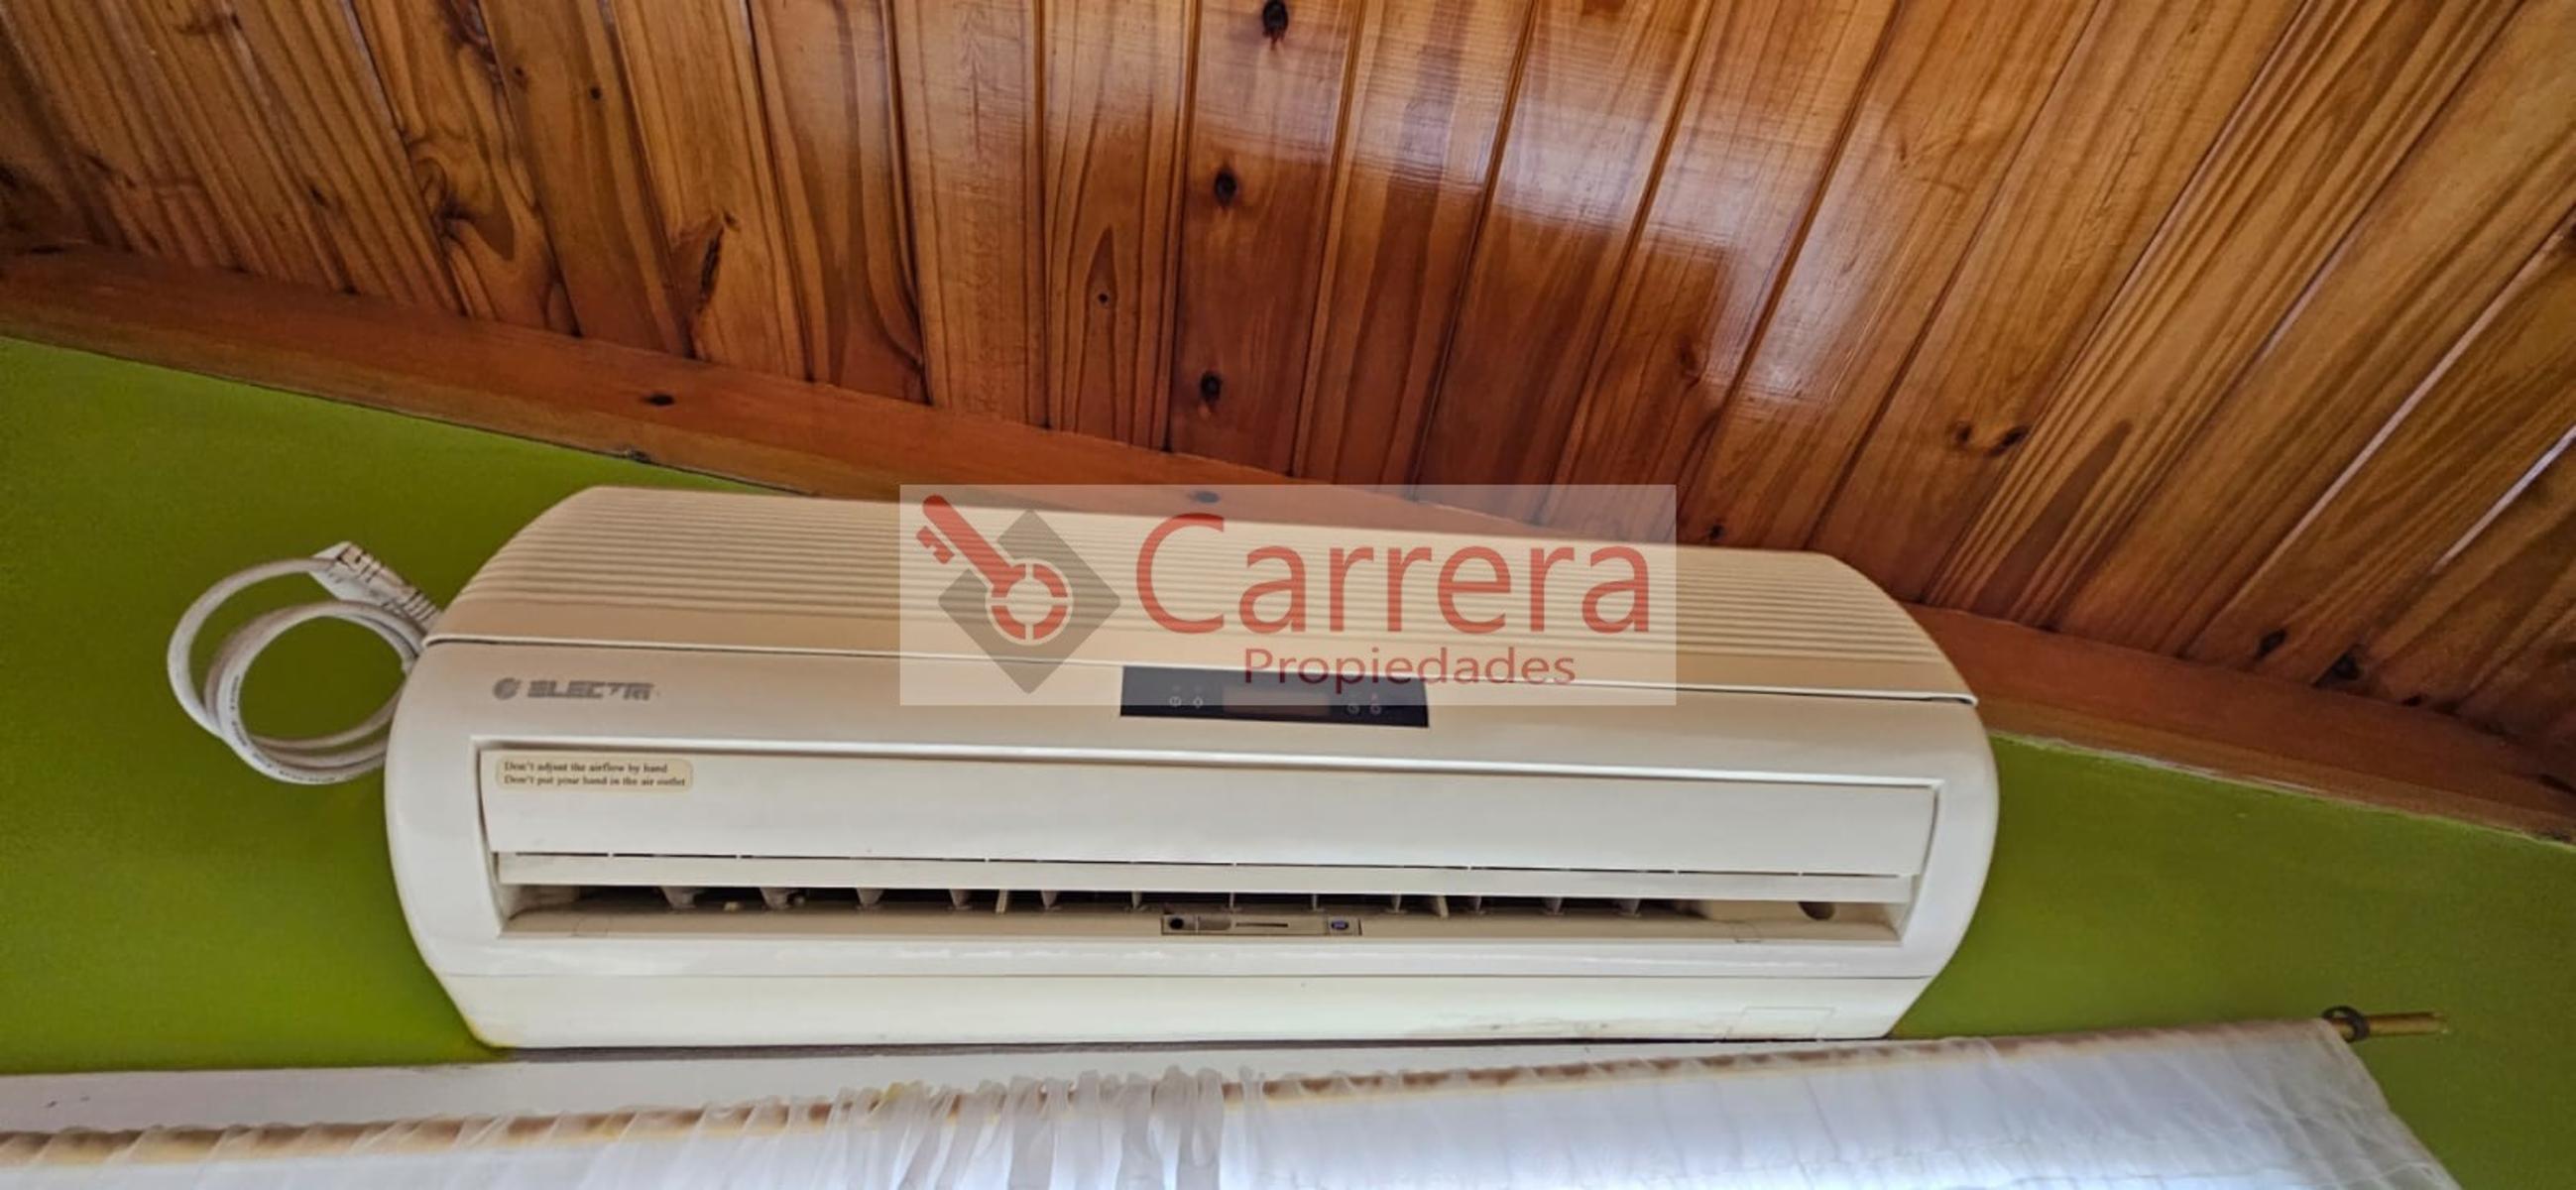 Carrera
Propiedades
ELECTRA
Don't adjust the airflow by hand
Don't put your hand in the air outlet